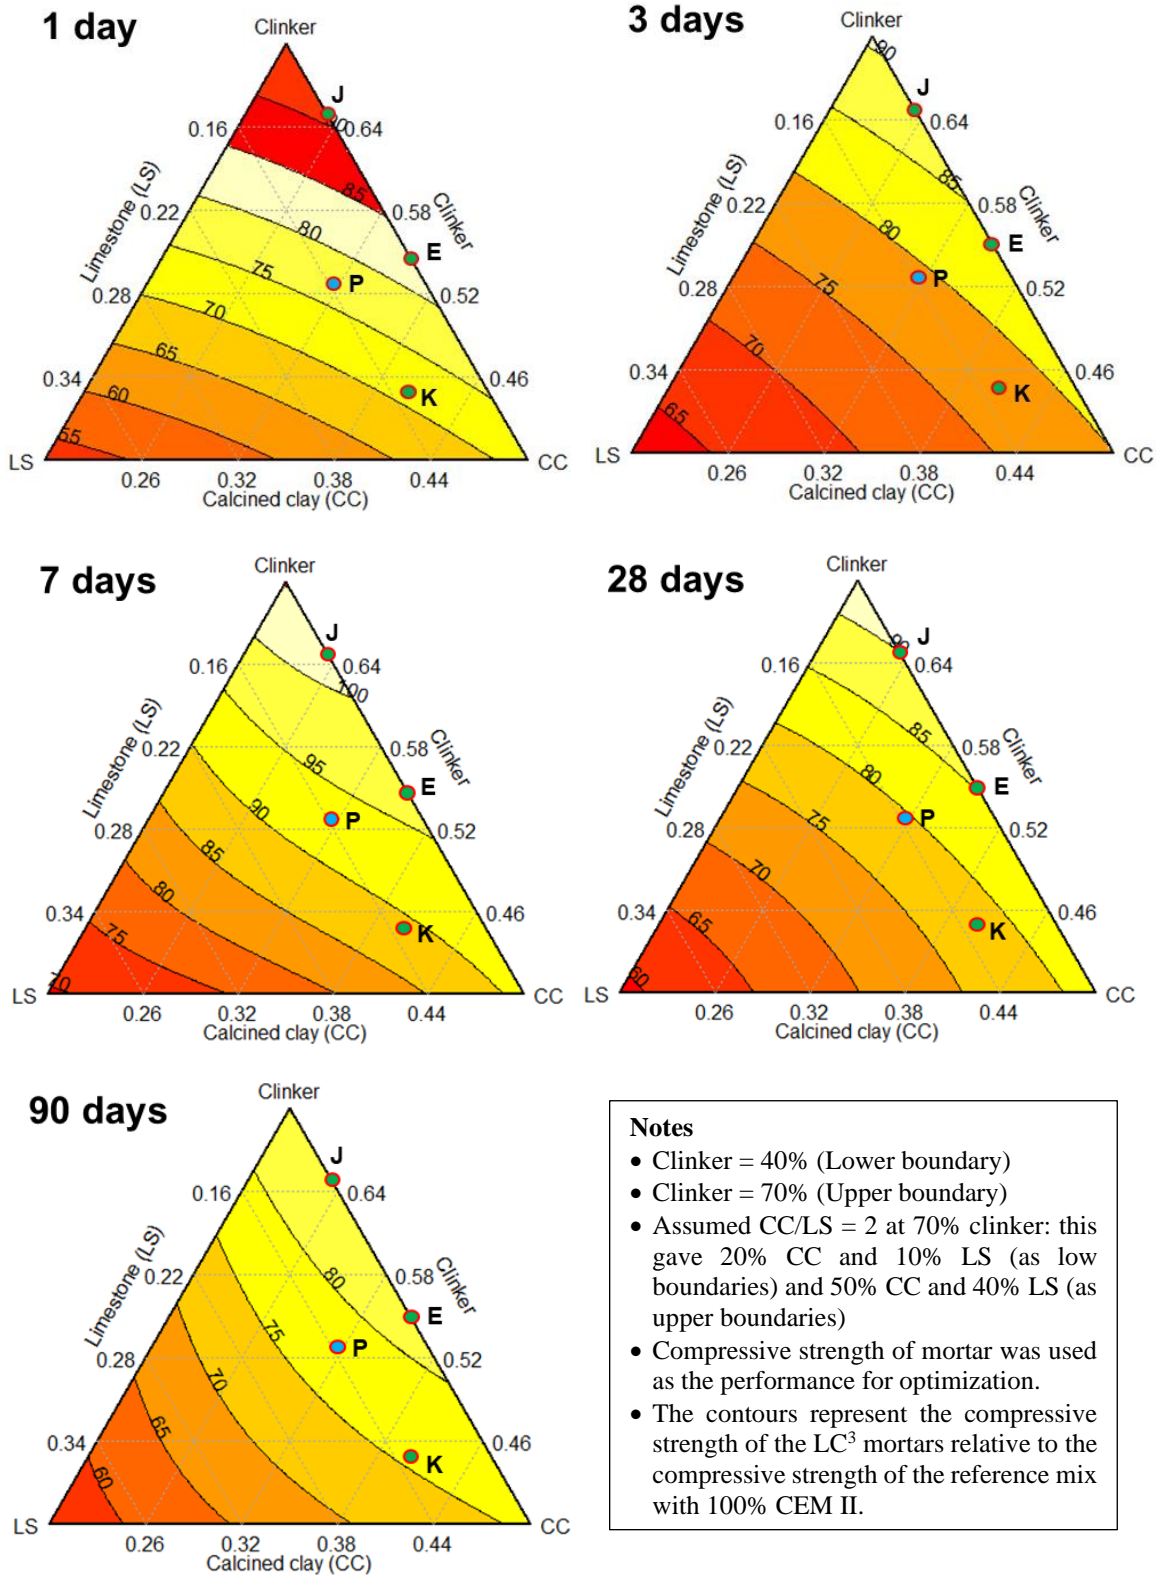 1 day
Clinker
J
90
0.16
0.64
85
Limestone (LS)
0.22
0.58
Clinker
80
E
75
P
0.28
0.52
70
65
0.34
0.46
60
K
55
LS
CC
0.26
0.32
0.38
0.44
Calcined clay (CC)
3 days
90
J
0.16
0.64
85
Limestone (LS)
0.22
0.58
Clinker
80
E
75
P
0.28
0.52
70
0.34
0.46
K
65
LS
CC
0.26
0.32
0.38
0.44
Calcined clay (CC)
7 days
Clinker
J
0.16
0.64
100
Limestone (LS)
0.22
0.58
Clinker
95
E
90
P
0.28
0.52
85
80
0.34
0.46
75
K
70
LS
CC
0.26
0.32
0.38
0.44
Calcined clay (CC)
28 days
Clinker
90
J
0.16
0.64
Limestone (LS)
0.22
85
0.58
Clinker
80
E
75
P
0.28
0.52
70
0.34
0.46
65
K
60
LS
CC
0.26
0.32
0.38
0.44
Calcined clay (CC)
90 days
Clinker
J
0.16
0.64
Limestone (LS)
0.22
80
0.58
Clinker
E
75
P
0.28
0.52
70
65
0.34
0.46
60
K
LS
CC
0.26
0.32
0.38
0.44
Calcined clay (CC)
Notes
• Clinker = 40% (Lower boundary)
• Clinker = 70% (Upper boundary)
• Assumed CC/LS = 2 at 70% clinker: this
gave 20% CC and 10% LS (as low
boundaries) and 50% CC and 40% LS (as
upper boundaries)
• Compressive strength of mortar was used
as the performance for optimization.
• The contours represent the compressive
strength of the LC³ mortars relative to the
compressive strength of the reference mix
with 100% CEM II.